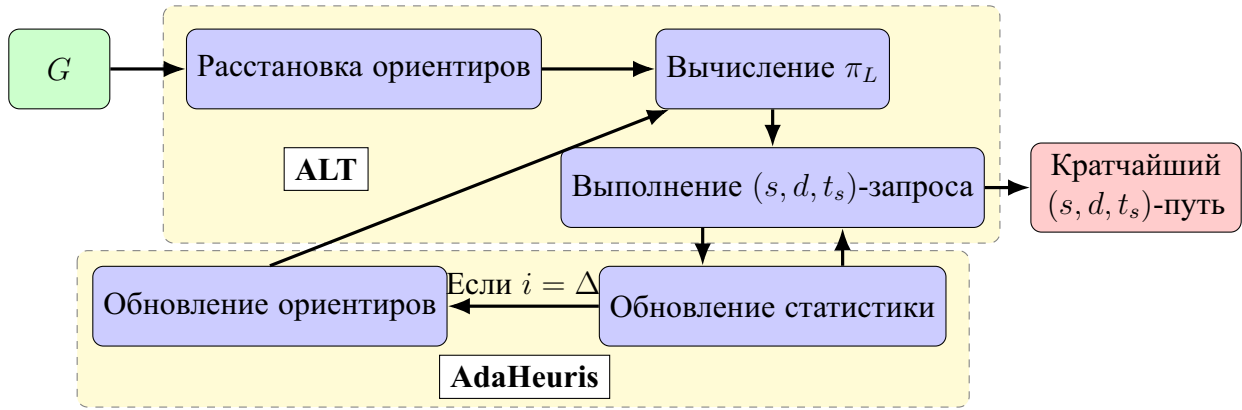 G
Расстановка ориентиров
Вычисление π_L
ALT
Выполнение (s, d, t_s)-запроса
Кратчайший
(s, d, t_s)-путь
Обновление ориентиров
Если i = Δ
Обновление статистики
AdaHeuris